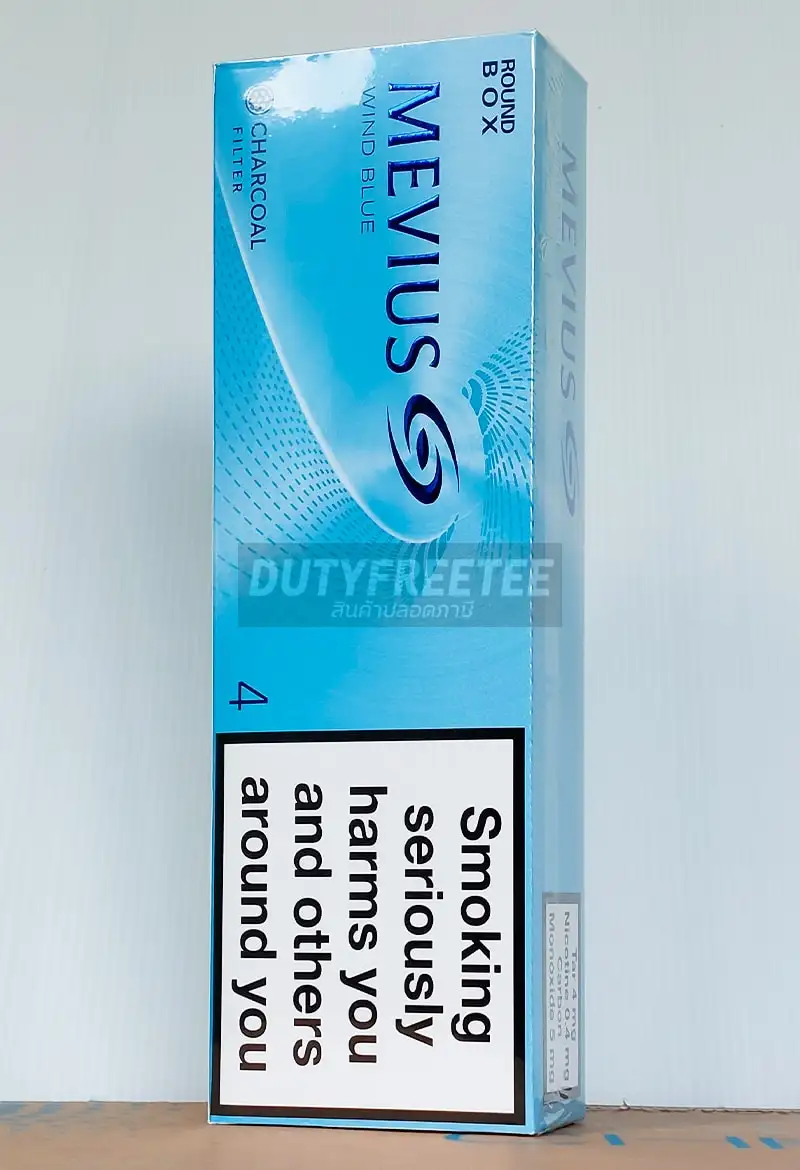 ROUND
BOX
MEVIUS
WIND BLUE
CHARCOAL
FILTER
4
MEVIUS
DUTYFREETEE
สินค้าปลอดภาษี
Smoking
seriously
harms you
and others
around you
Tar 4 mg
Nicotine 0.4 mg
Carbon
Monoxide 5 mg